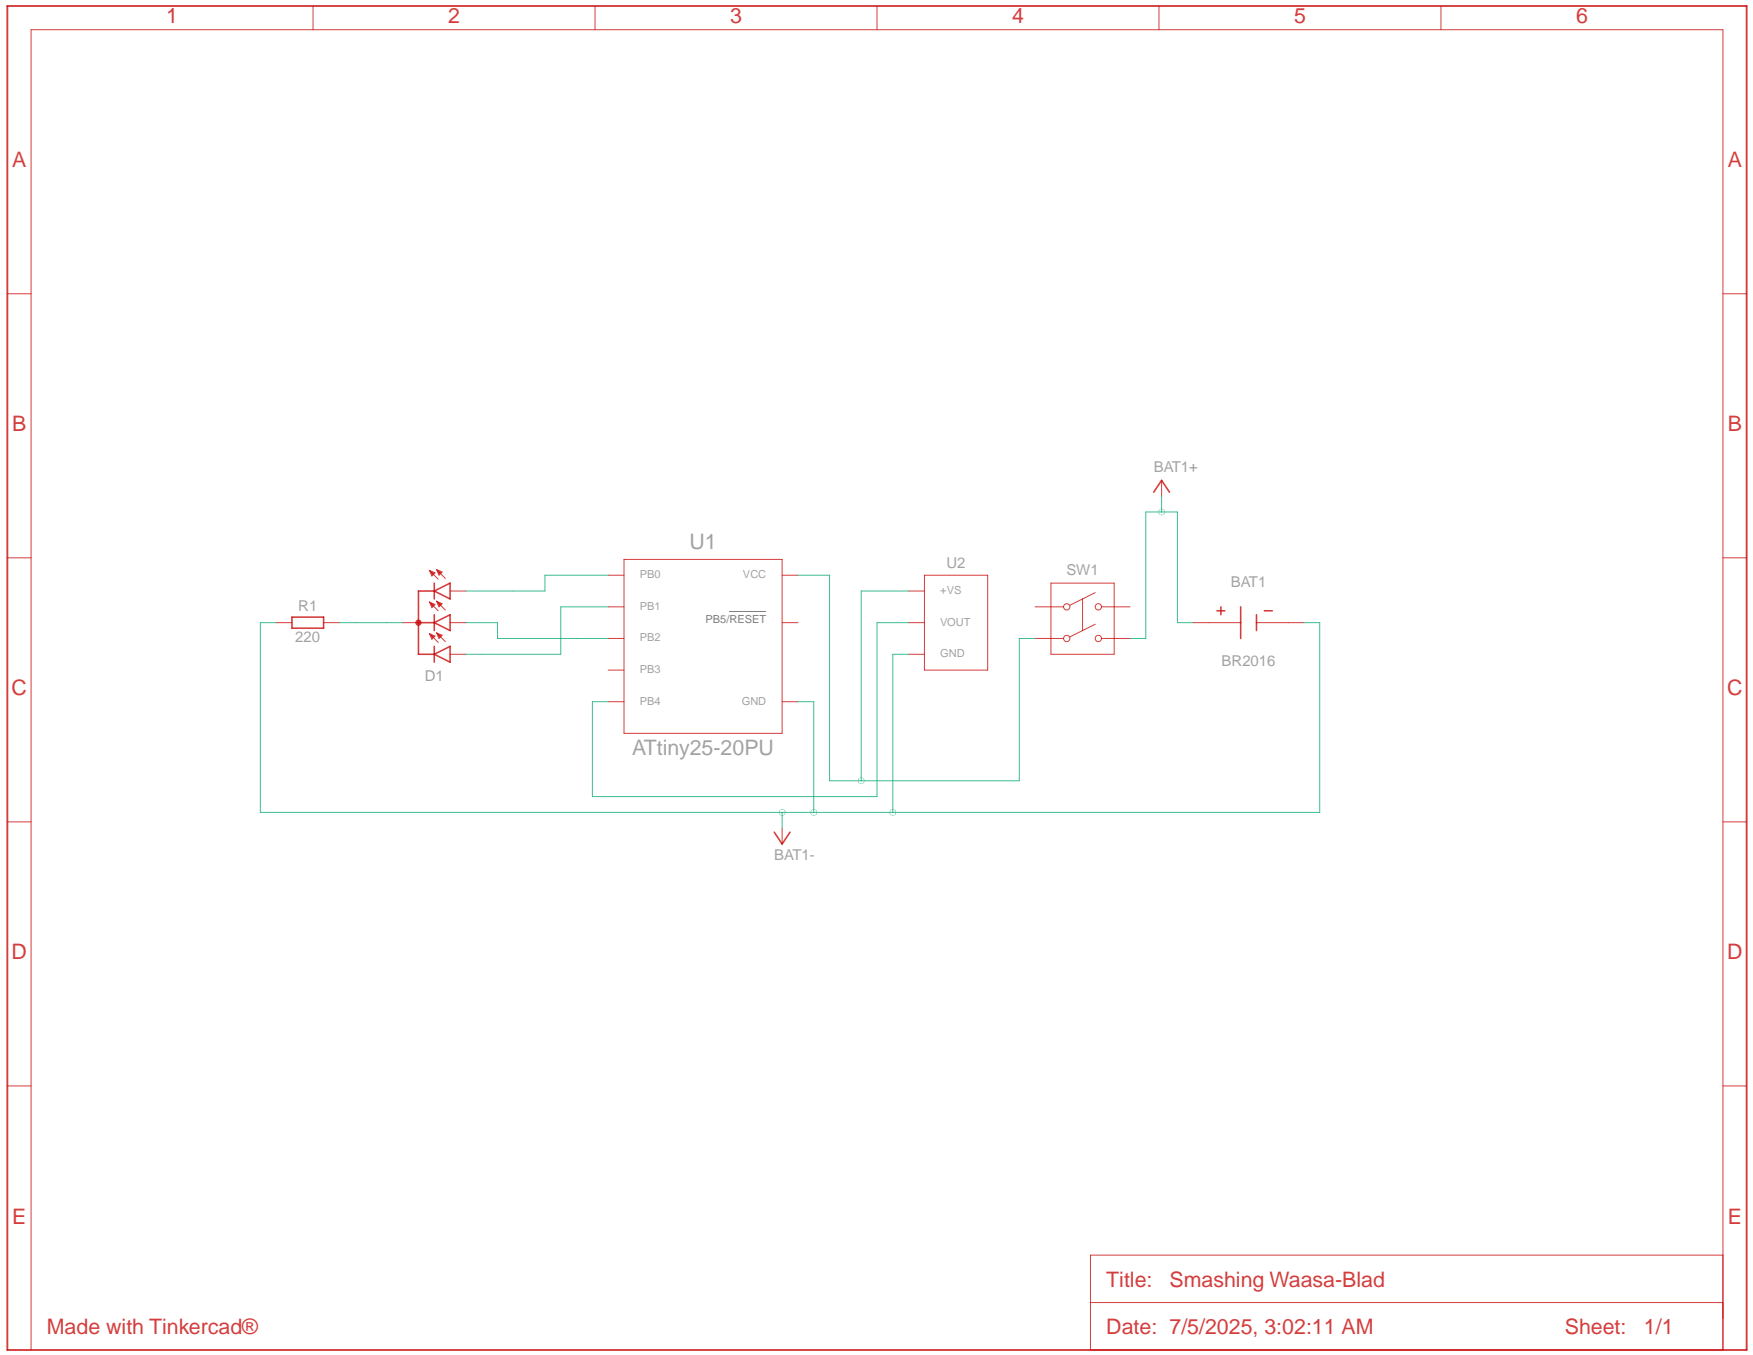 1 2 3 4 5 6
A A
B B
BAT1+
U1
U2
SW1
BAT1
PB0 VCC
+VS
R1
PB1
+ −
PB5/RESET
VOUT
220
PB2
GND
BR2016
PB3
D1
C C
PB4 GND
ATtiny25-20PU
BAT1-
D D
E E
Title: Smashing Waasa-Blad
Made with Tinkercad®
Date: 7/5/2025, 3:02:11 AM Sheet: 1/1